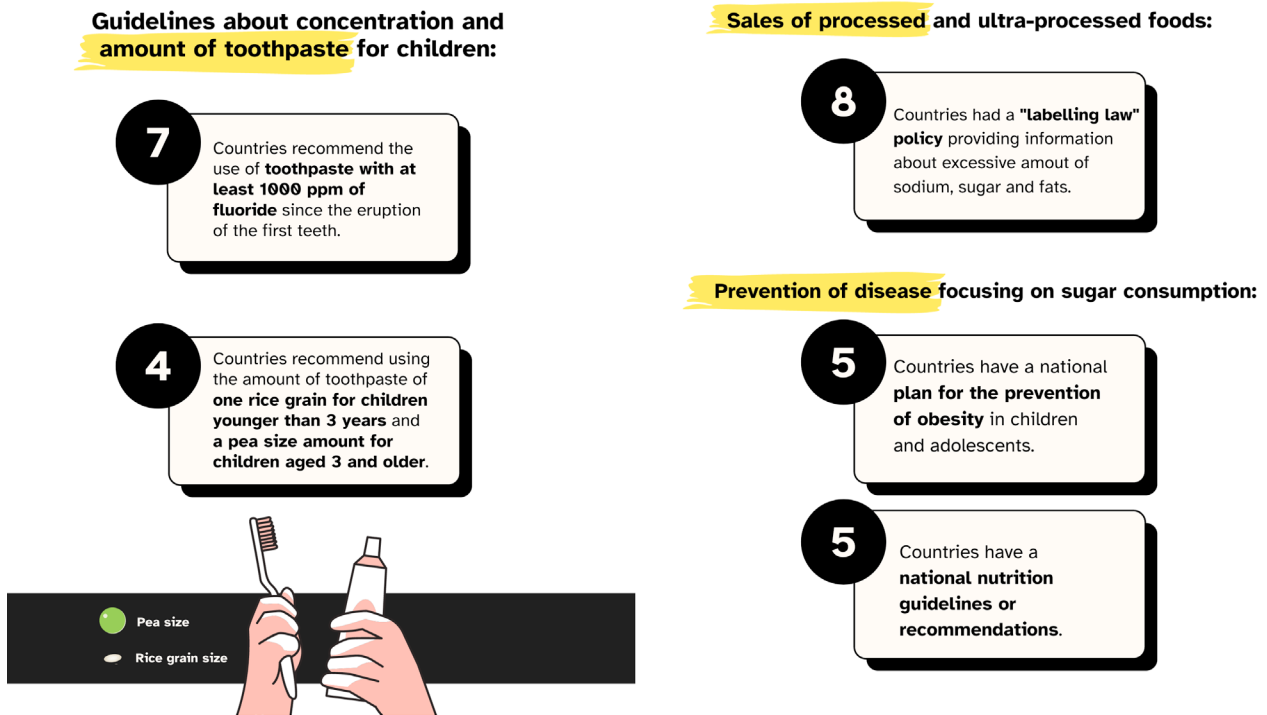 Guidelines about concentration and
amount of toothpaste for children:
7
Countries recommend the
use of toothpaste with at
least 1000 ppm of
fluoride since the eruption
of the first teeth.
4
Countries recommend using
the amount of toothpaste of
one rice grain for children
younger than 3 years and
a pea size amount for
children aged 3 and older.
Pea size
Rice grain size
Sales of processed and ultra-processed foods:
8
Countries had a "labelling law"
policy providing information
about excessive amout of
sodium, sugar and fats.
Prevention of disease focusing on sugar consumption:
5
Countries have a national
plan for the prevention
of obesity in children
and adolescents.
5
Countries have a
national nutrition
guidelines or
recommendations.